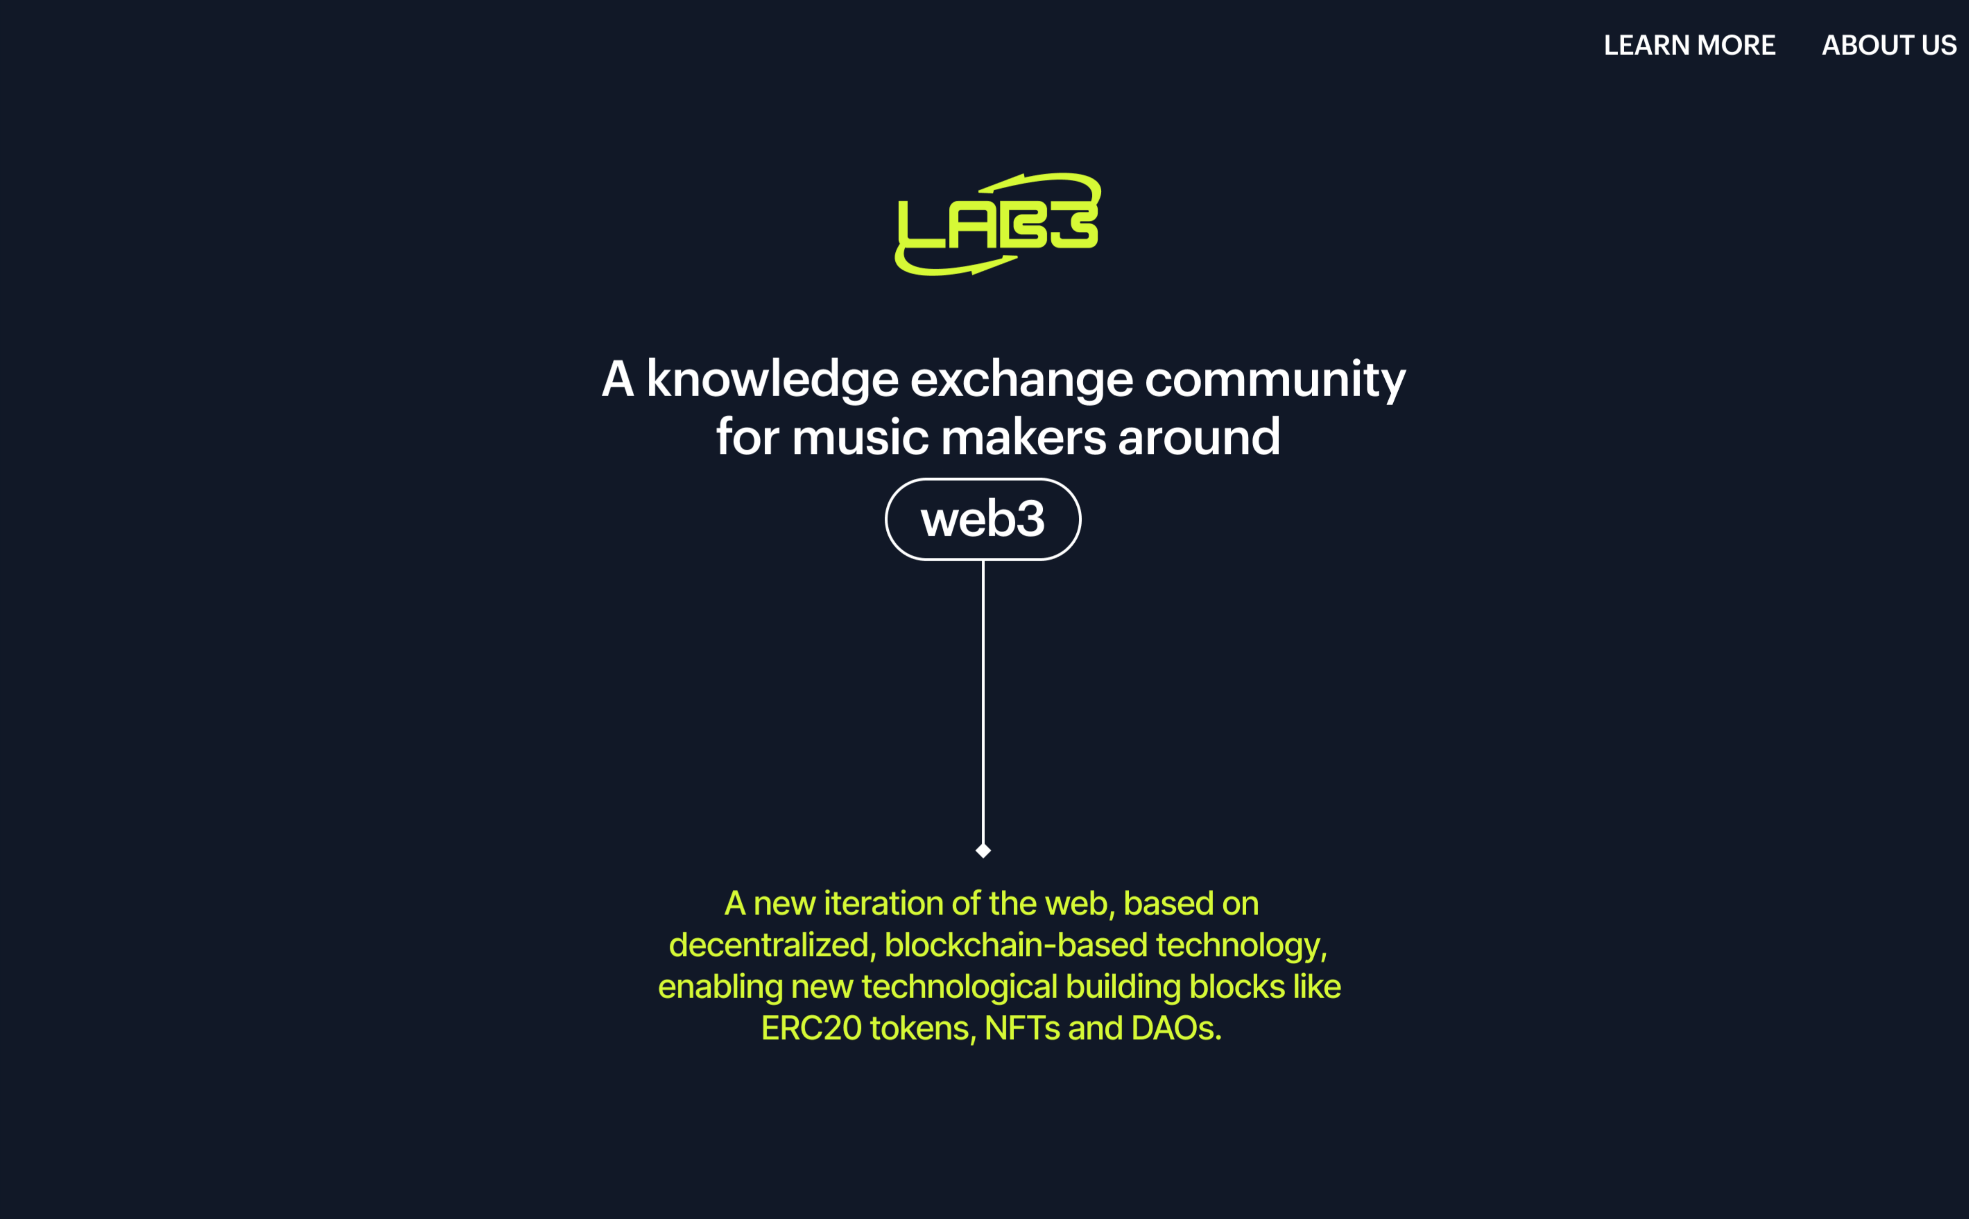 LEARN MORE ABOUT US
LAB3
A knowledge exchange community
for music makers around
web3
A new iteration of the web, based on
decentralized, blockchain-based technology,
enabling new technological building blocks like
ERC20 tokens, NFTs and DAOs.